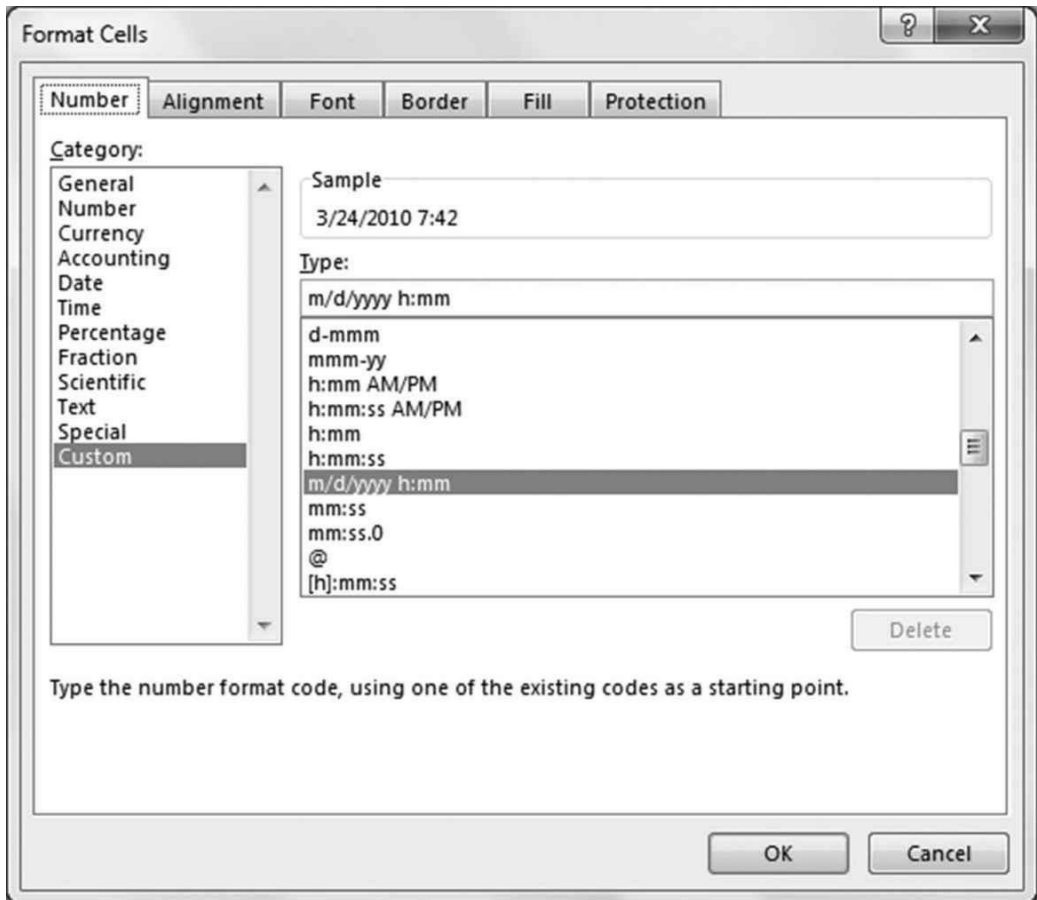 Format Cells
? X
Number Alignment Font Border Fill Protection
Category:
General
Number
Currency
Accounting
Date
Time
Percentage
Fraction
Scientific
Text
Special
Custom
Sample
3/24/2010 7:42
Type:
m/d/yyyy h:mm
d-mmm
mmm-yy
h:mm AM/PM
h:mm:ss AM/PM
h:mm
h:mm:ss
m/d/yyyy h:mm
mm:ss
mm:ss.0
@
[h]:mm:ss
Delete
Type the number format code, using one of the existing codes as a starting point.
OK Cancel